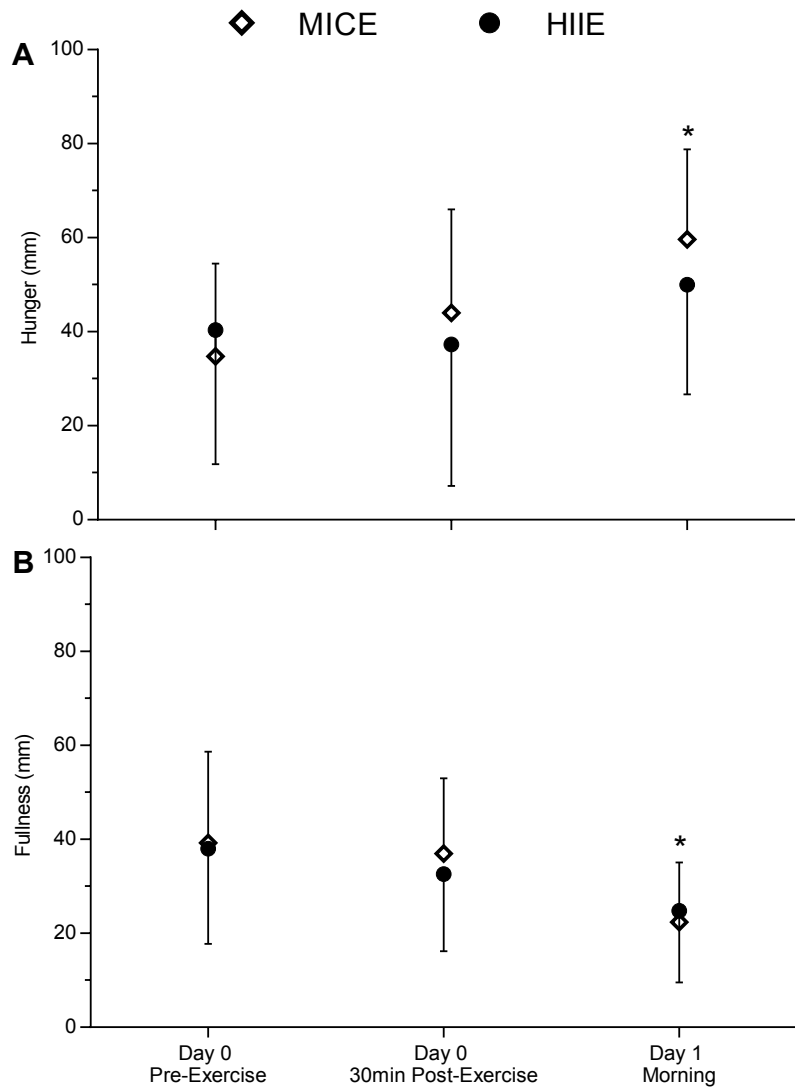 MICE HIIE
A
100
80
60
40
20
0
Hunger (mm)
*
B
100
80
60
40
20
0
Fullness (mm)
*
Day 0
Pre-Exercise
Day 0
30min Post-Exercise
Day 1
Morning